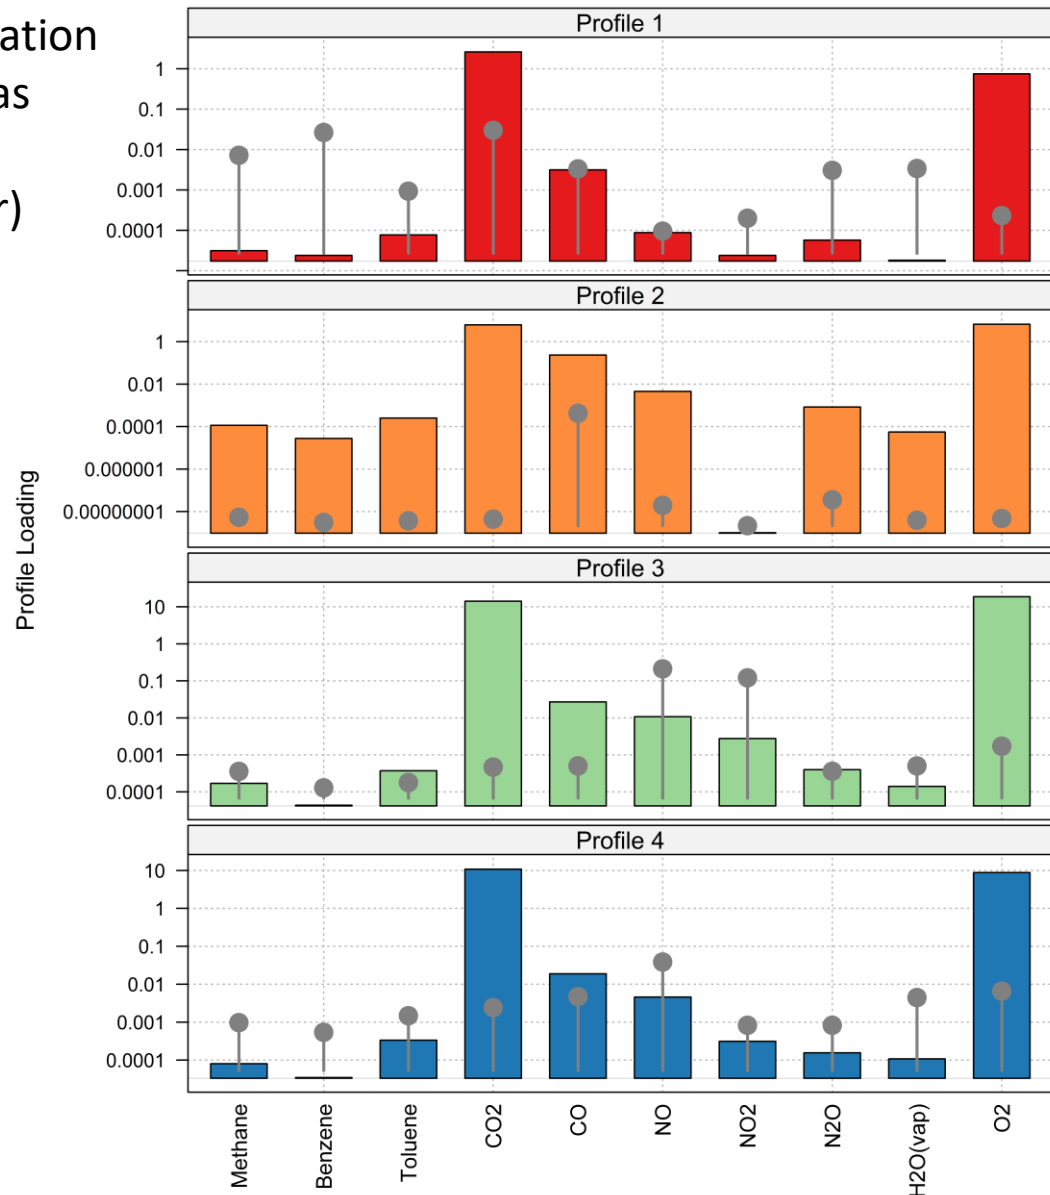 ation
as
r)
Profile Loading
Profile 1
1
0.1
0.01
0.001
0.0001
Profile 2
1
0.01
0.0001
0.000001
0.00000001
Profile 3
10
1
0.1
0.01
0.001
0.0001
Profile 4
10
1
0.1
0.01
0.001
0.0001
Methane
Benzene
Toluene
CO2
CO
NO
NO2
N2O
H2O(vap)
O2